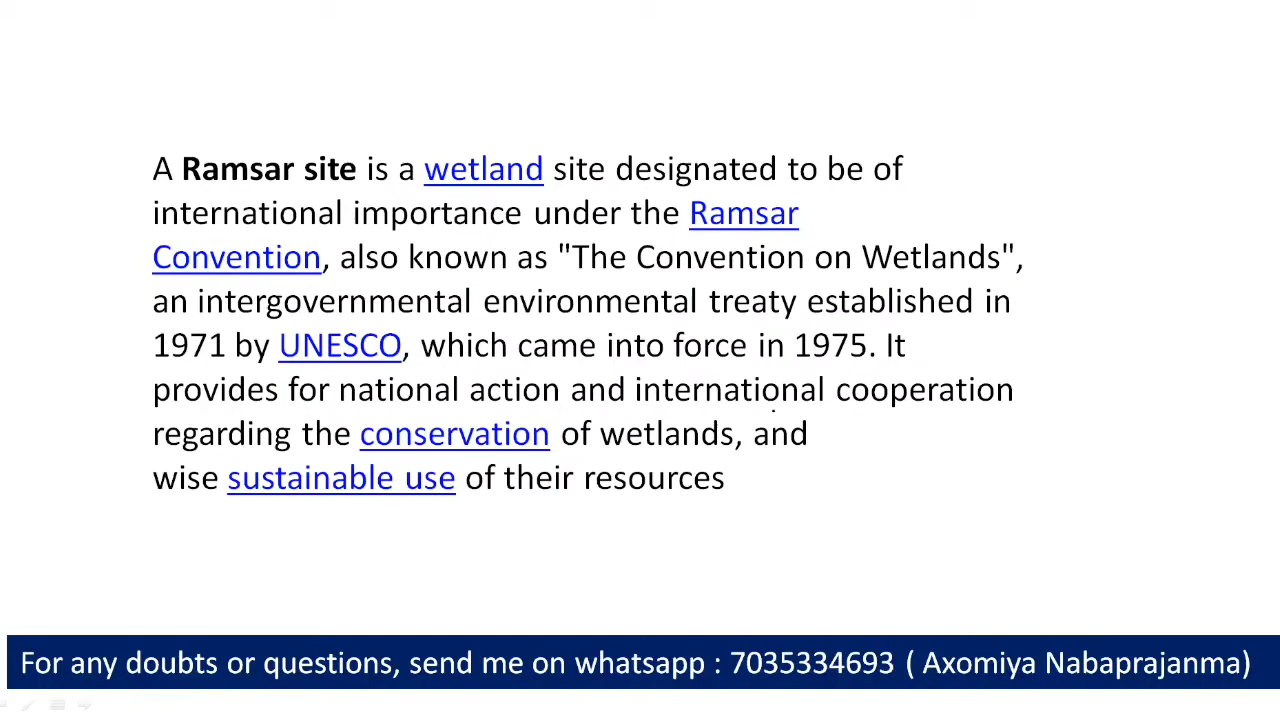 A Ramsar site is a wetland site designated to be of
international importance under the Ramsar
Convention, also known as "The Convention on Wetlands",
an intergovernmental environmental treaty established in
1971 by UNESCO, which came into force in 1975. It
provides for national action and international cooperation
regarding the conservation of wetlands, and
wise sustainable use of their resources
For any doubts or questions, send me on whatsapp : 7035334693 ( Axomiya Nabaprajanma)